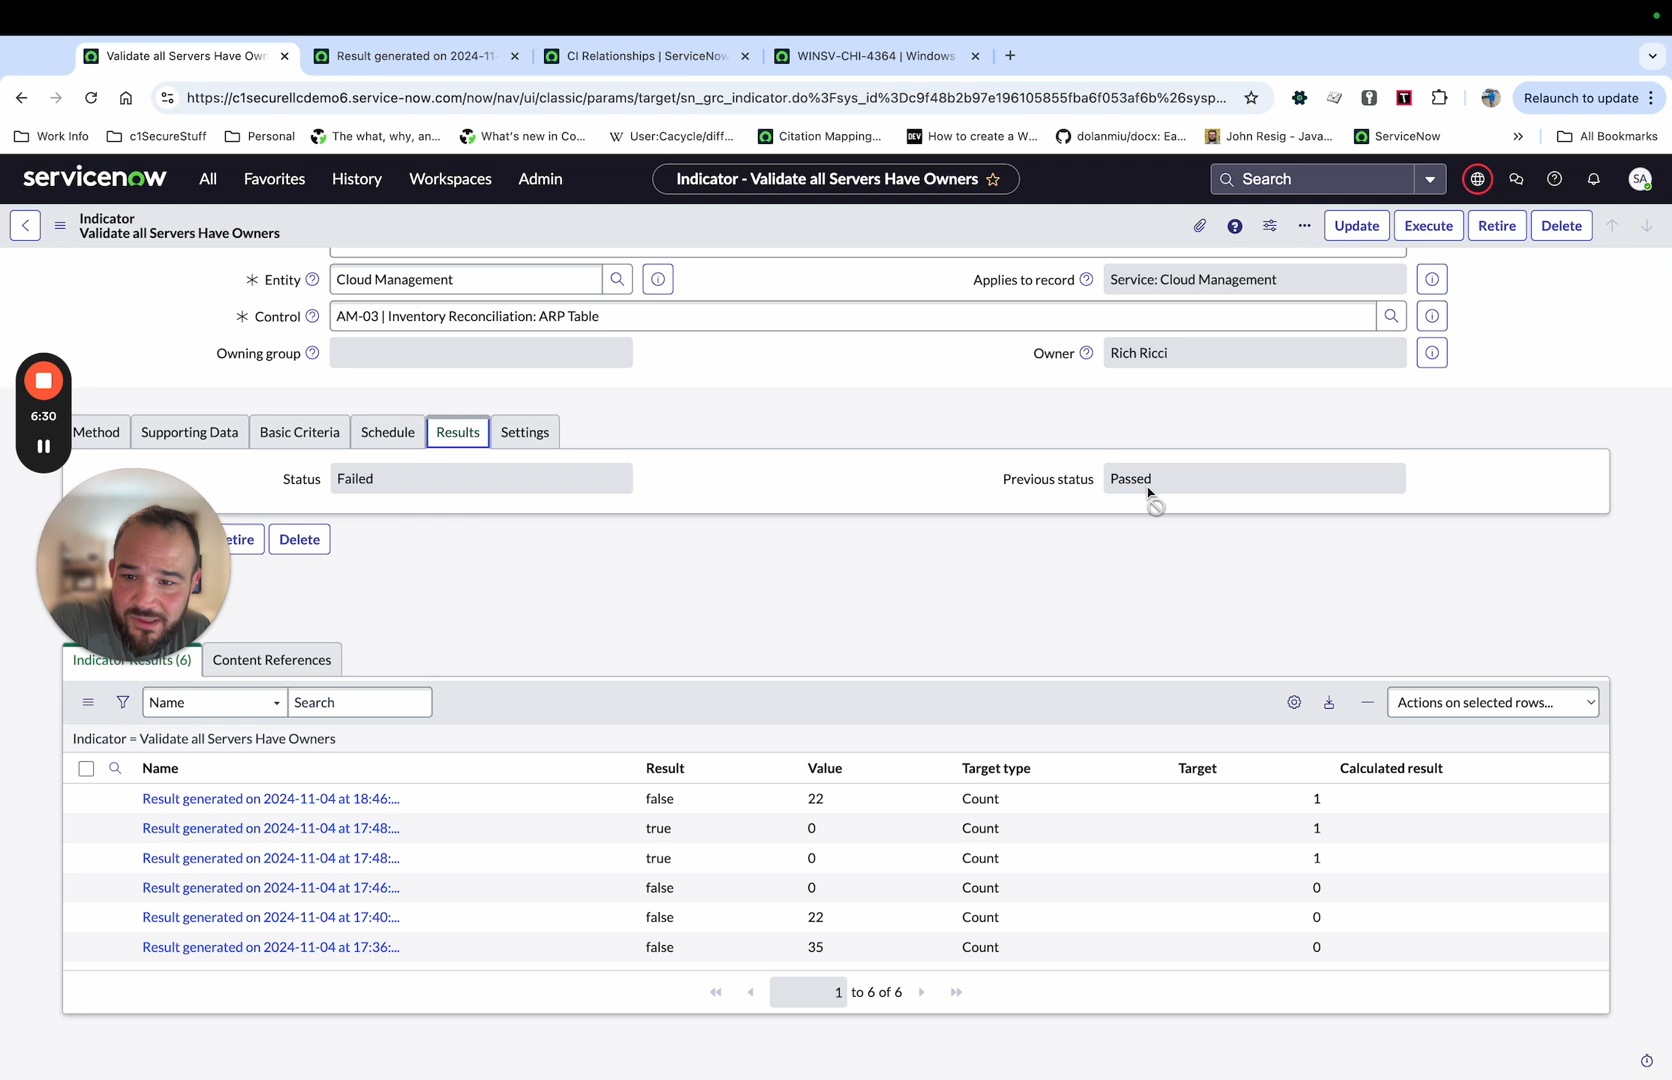 Validate all Servers Have Own
Result generated on 2024-11-
CI Relationships | ServiceNow
WINSV-CHI-4364 | Windows
https://c1securellcdemo6.service-now.com/now/nav/ui/classic/params/target/sn_grc_indicator.do%3Fsys_id%3Dc9f48b2b97e196105855fba6f053af6b%26sysp...
Relaunch to update
Work Info
c1SecureStuff
Personal
The what, why, an...
What's new in Co...
User:Cacycle/diff...
Citation Mapping...
How to create a W...
dolanmiu/docx: Ea...
John Resig - Java...
ServiceNow
All Bookmarks
servicenow
All
Favorites
History
Workspaces
Admin
Indicator - Validate all Servers Have Owners
Search
SA
Indicator
Validate all Servers Have Owners
Update
Execute
Retire
Delete
Entity
Cloud Management
Applies to record
Service: Cloud Management
Control
AM-03 | Inventory Reconciliation: ARP Table
Owning group
Owner
Rich Ricci
6:30
Method
Supporting Data
Basic Criteria
Schedule
Results
Settings
Status
Failed
Previous status
Passed
etire
Delete
Indicator Results (6)
Content References
Name
Search
Actions on selected rows...
Indicator = Validate all Servers Have Owners
Name Result Value Target type Target Calculated result
Result generated on 2024-11-04 at 18:46:... false 22 Count 1
Result generated on 2024-11-04 at 17:48:... true 0 Count 1
Result generated on 2024-11-04 at 17:48:... true 0 Count 1
Result generated on 2024-11-04 at 17:46:... false 0 Count 0
Result generated on 2024-11-04 at 17:40:... false 22 Count 0
Result generated on 2024-11-04 at 17:36:... false 35 Count 0
1 to 6 of 6